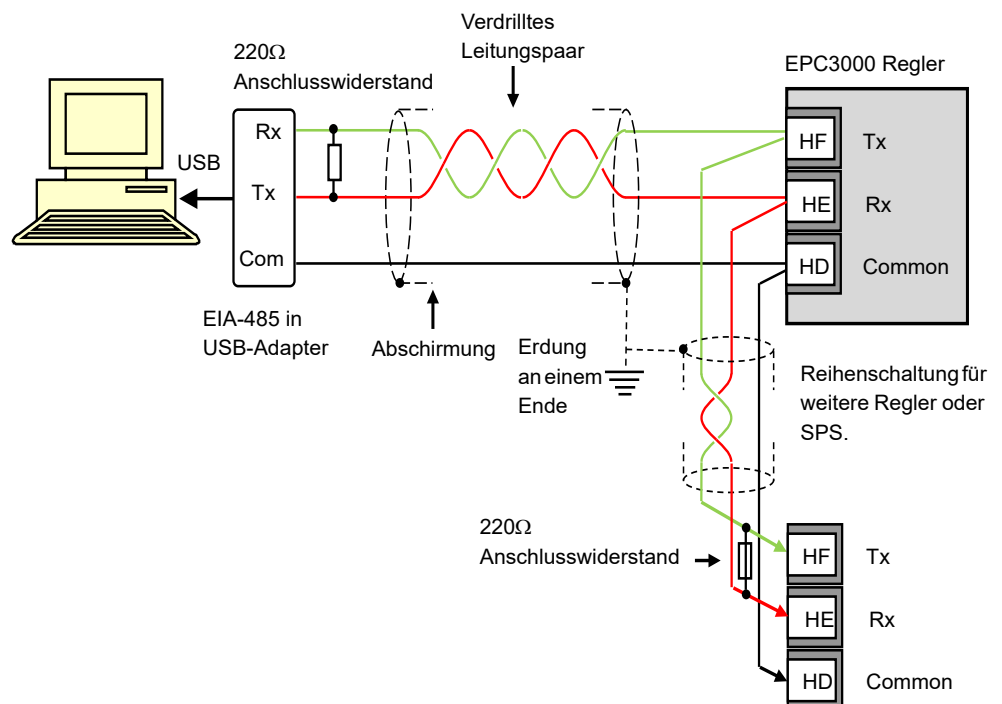 Verdrilltes
Leitungspaar
220Ω
Anschlusswiderstand
EPC3000 Regler
Rx
HF
Tx
USB
Tx
HE
Rx
Com
HD
Common
EIA-485 in
USB-Adapter
Abschirmung
Erdung
an einem
Ende
Reihenschaltung für
weitere Regler oder
SPS.
220Ω
Anschlusswiderstand
HF
Tx
HE
Rx
HD
Common